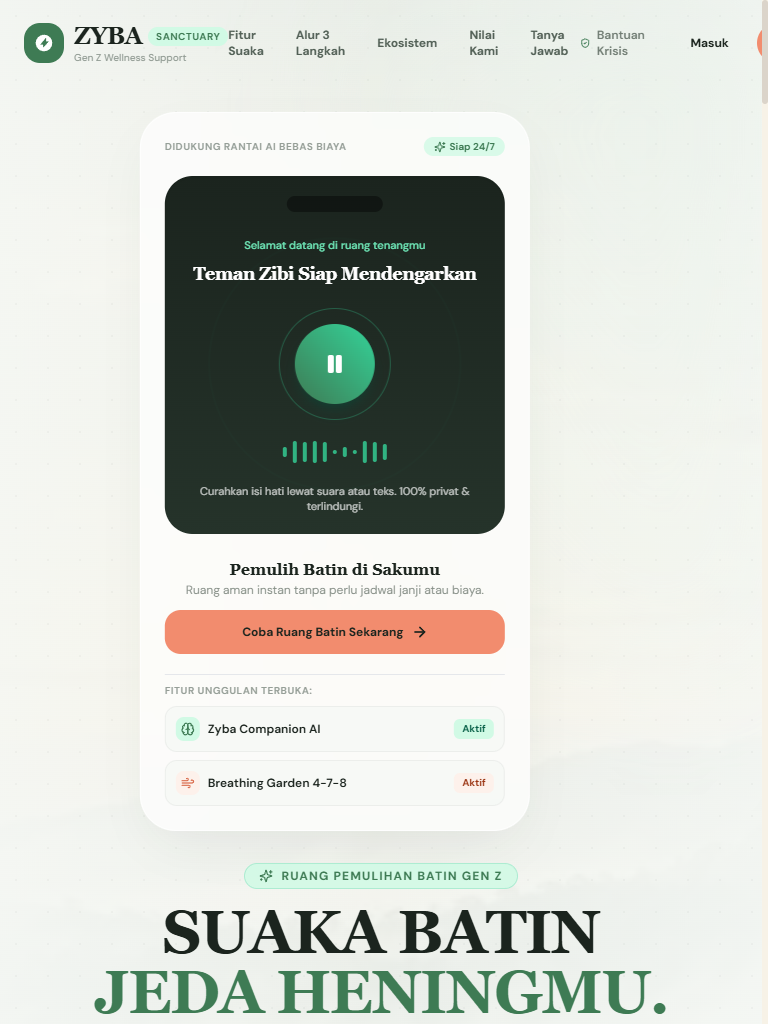 ZYBA SANCTUARY
Gen Z Wellness Support
Fitur
Suaka
Alur 3
Langkah
Ekosistem
Nilai
Kami
Tanya
Jawab
Bantuan
Krisis
Masuk
DIDUKUNG RANTAI AI BEBAS BIAYA
Siap 24/7
Selamat datang di ruang tenangmu
Teman Zibi Siap Mendengarkan
Curahkan isi hati lewat suara atau teks. 100% privat &
terlindungi.
Pemulih Batin di Sakumu
Ruang aman instan tanpa perlu jadwal janji atau biaya.
Coba Ruang Batin Sekarang
FITUR UNGGULAN TERBUKA:
Zyba Companion AI
Aktif
Breathing Garden 4-7-8
Aktif
RUANG PEMULIHAN BATIN GEN Z
SUAKA BATIN
JEDA HENINGMU.